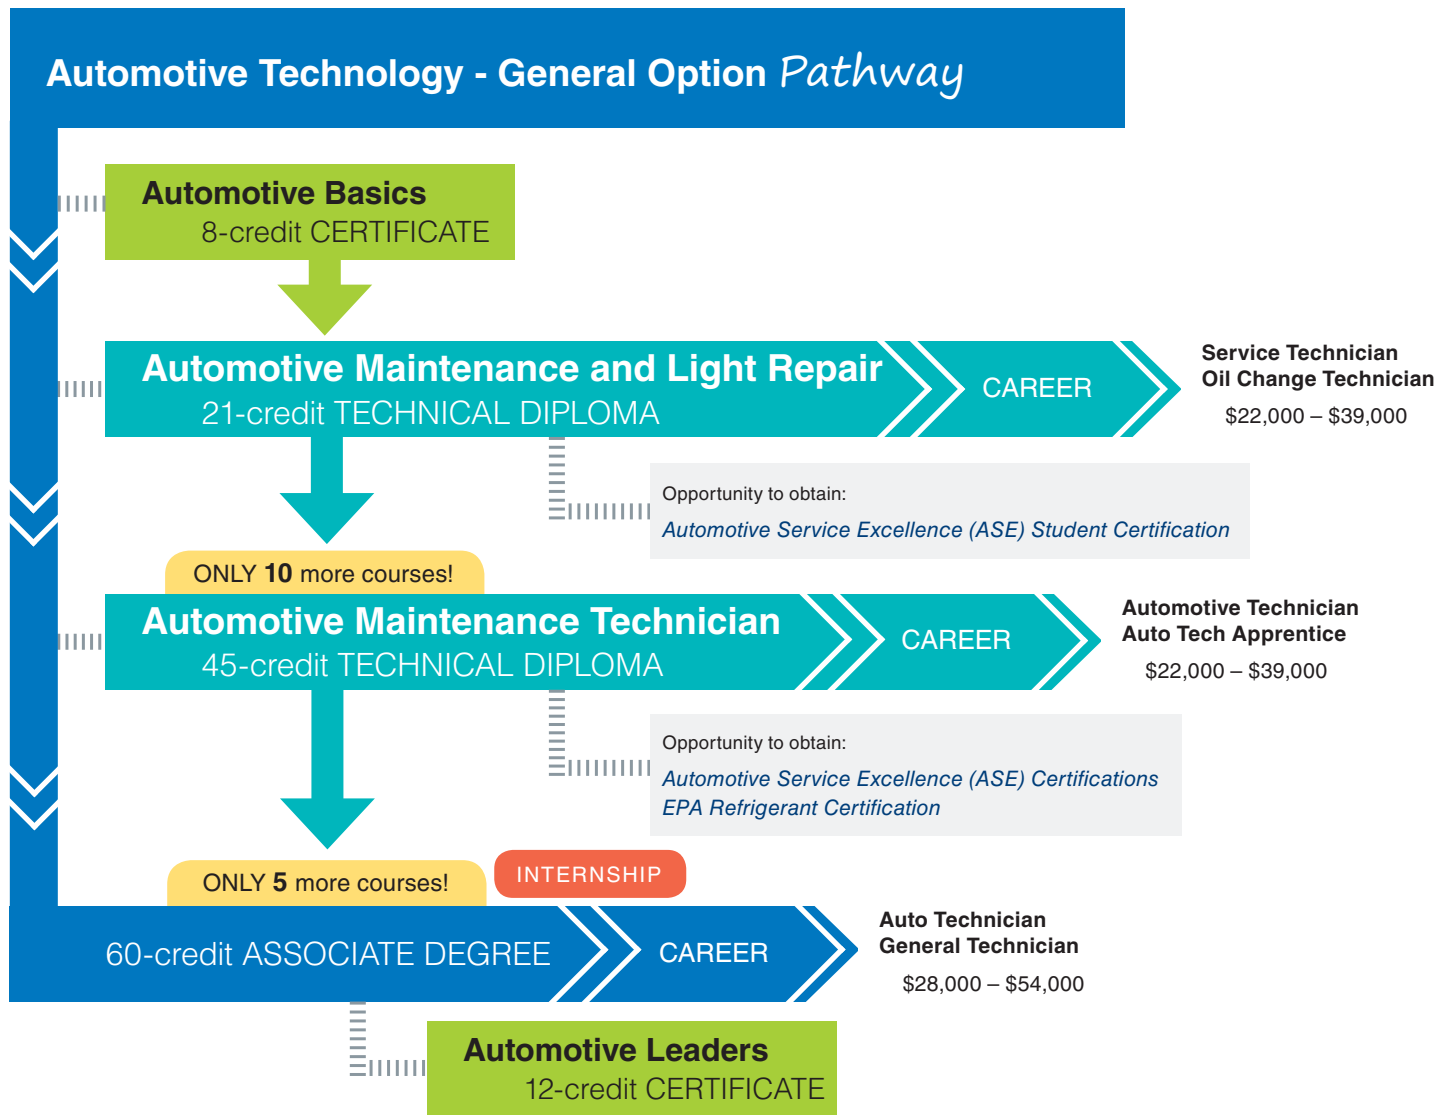 Automotive Technology - General Option Pathway
Automotive Basics
8-credit CERTIFICATE
Automotive Maintenance and Light Repair
21-credit TECHNICAL DIPLOMA
CAREER
Service Technician
Oil Change Technician
$22,000 – $39,000
Opportunity to obtain:
Automotive Service Excellence (ASE) Student Certification
ONLY 10 more courses!
Automotive Maintenance Technician
45-credit TECHNICAL DIPLOMA
CAREER
Automotive Technician
Auto Tech Apprentice
$22,000 – $39,000
Opportunity to obtain:
Automotive Service Excellence (ASE) Certifications
EPA Refrigerant Certification
ONLY 5 more courses!
INTERNSHIP
60-credit ASSOCIATE DEGREE
CAREER
Auto Technician
General Technician
$28,000 – $54,000
Automotive Leaders
12-credit CERTIFICATE